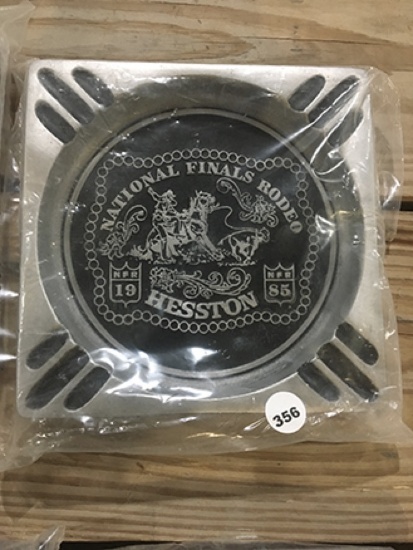 NATIONAL FINALS RODEO
NFR NFR
19 85
HESSTON
356